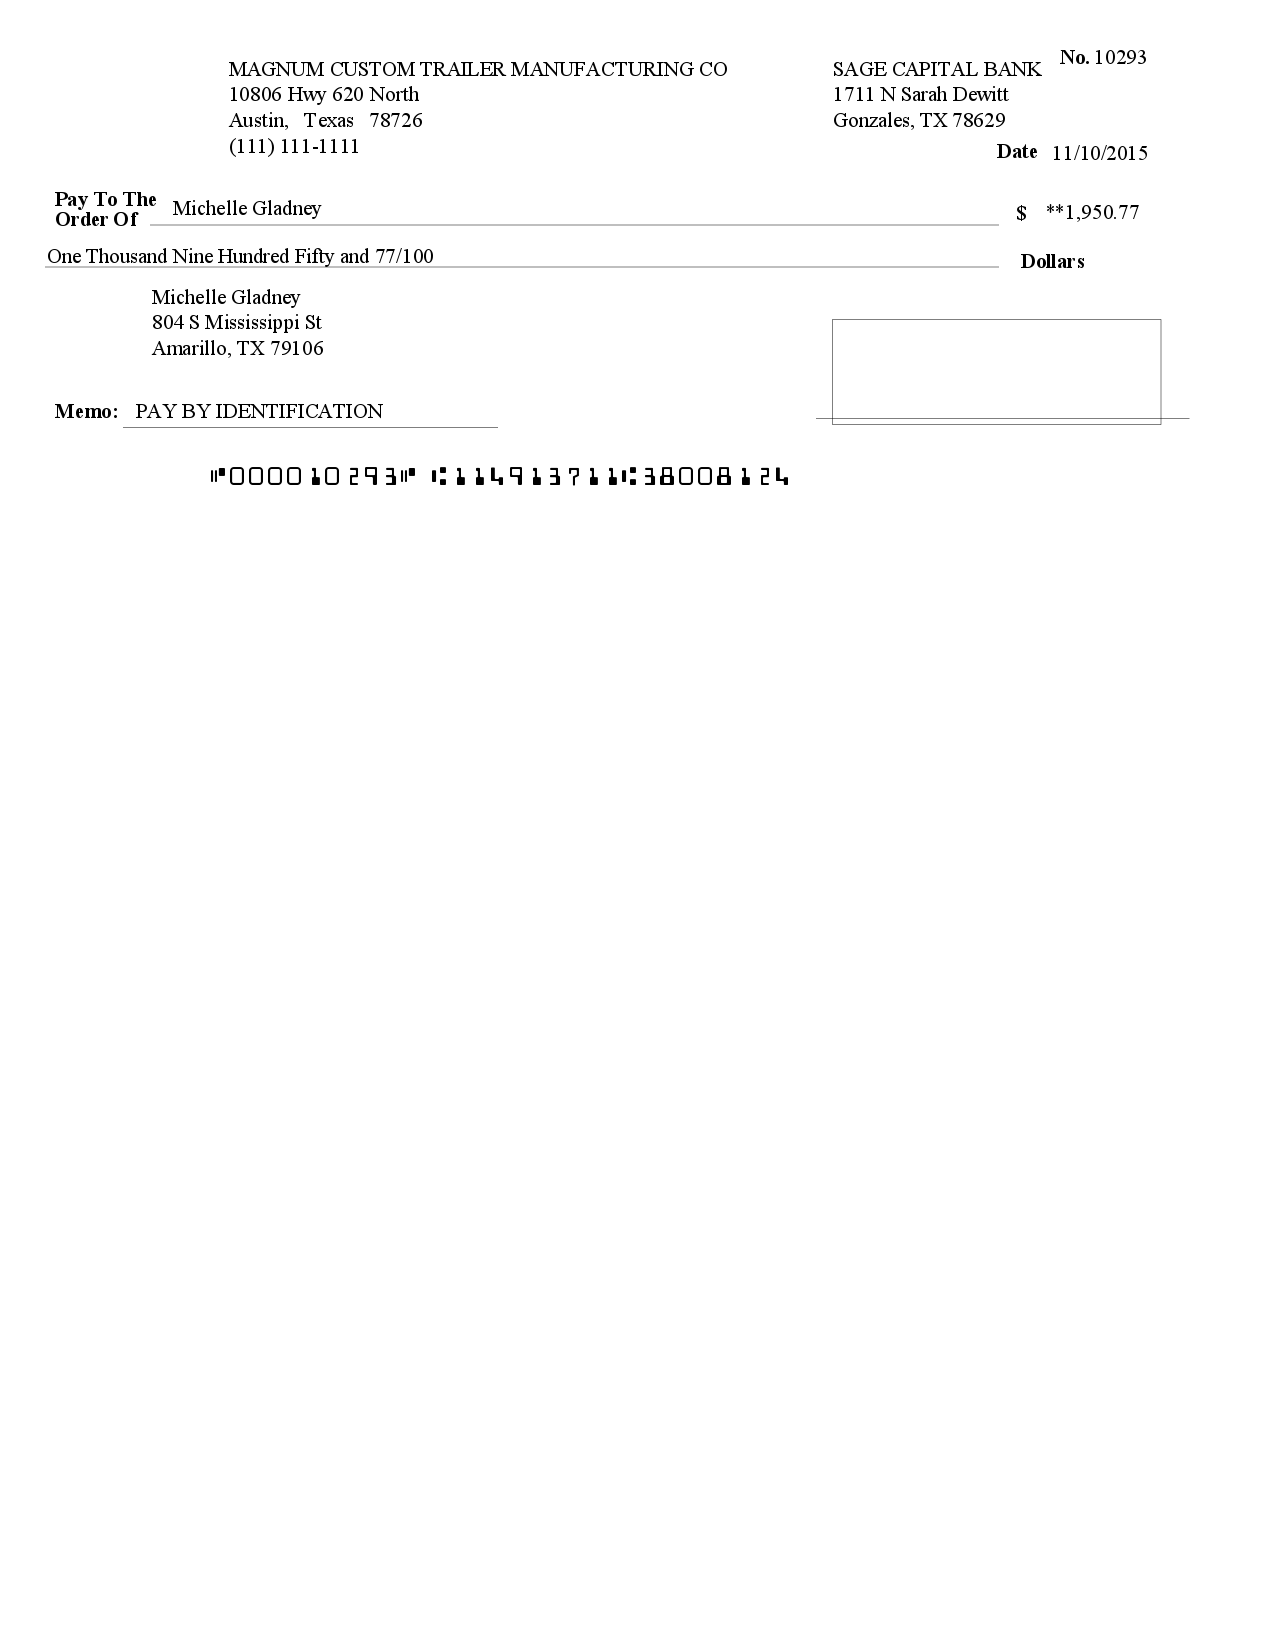 No. 10293
MAGNUM CUSTOM TRAILER MANUFACTURING CO
10806 Hwy 620 North
Austin, Texas 78726
(111) 111-1111
SAGE CAPITAL BANK
1711 N Sarah Dewitt
Gonzales, TX 78629
Date 11/10/2015
Pay To The
Order Of Michelle Gladney $ **1,950.77
One Thousand Nine Hundred Fifty and 77/100 Dollars
Michelle Gladney
804 S Mississippi St
Amarillo, TX 79106
Memo: PAY BY IDENTIFICATION
⑈000010293⑈ ⑆114913711⑆38008124